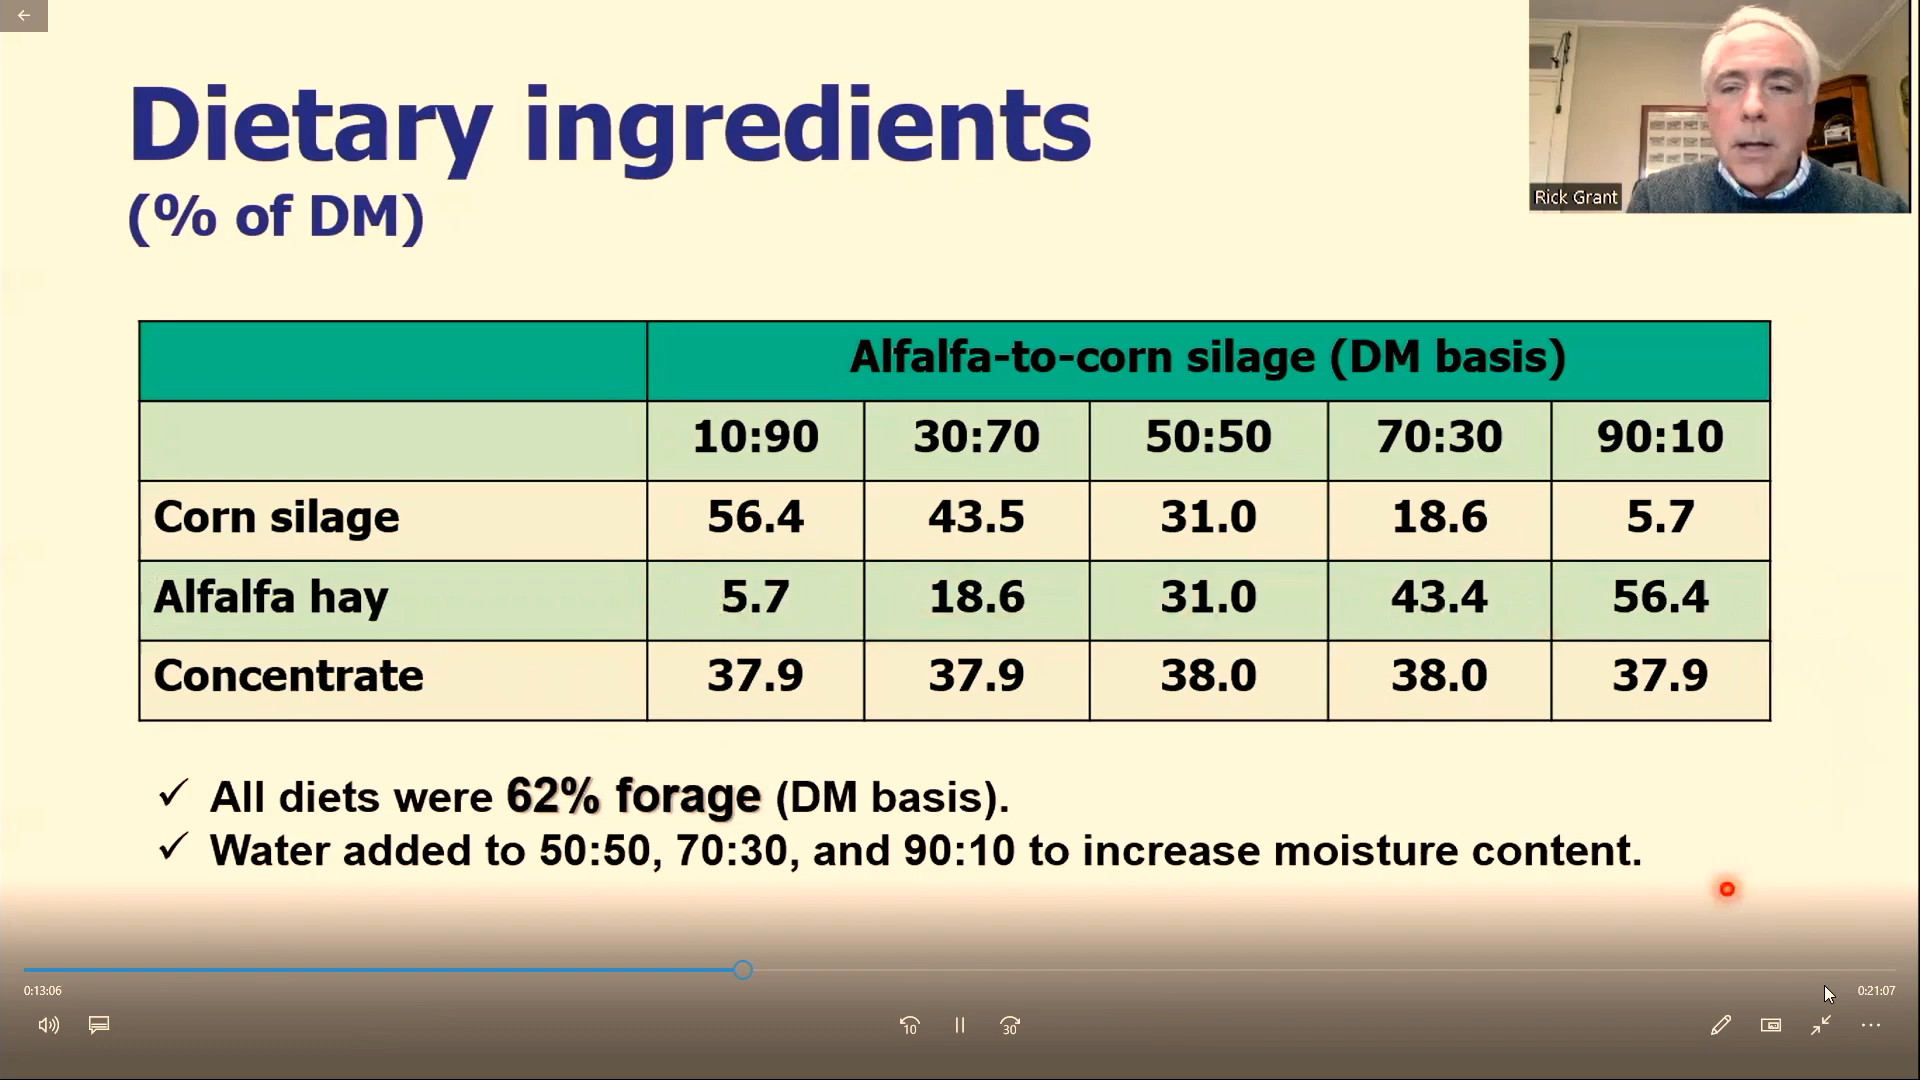 Dietary ingredients
(% of DM)
Rick Grant
Alfalfa-to-corn silage (DM basis)
10:90 30:70 50:50 70:30 90:10
Corn silage 56.4 43.5 31.0 18.6 5.7
Alfalfa hay 5.7 18.6 31.0 43.4 56.4
Concentrate 37.9 37.9 38.0 38.0 37.9
✓ All diets were 62% forage (DM basis).
✓ Water added to 50:50, 70:30, and 90:10 to increase moisture content.
0:13:06 0:21:07
10 30